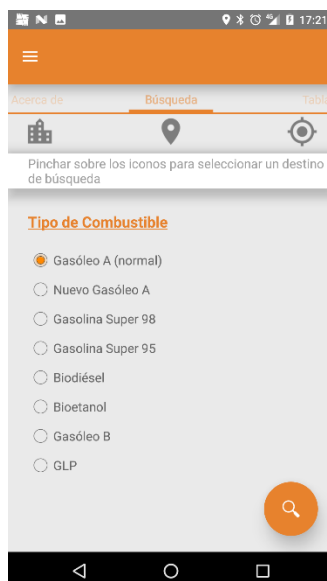 17:21
Acerca de Búsqueda Tabl
Pinchar sobre los iconos para seleccionar un destino
de búsqueda
Tipo de Combustible
Gasóleo A (normal)
Nuevo Gasóleo A
Gasolina Super 98
Gasolina Super 95
Biodiésel
Bioetanol
Gasóleo B
GLP